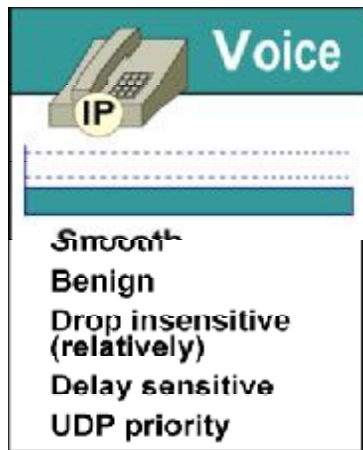 Voice
IP
Smooth
Benign
Drop insensitive
(relatively)
Delay sensitive
UDP priority